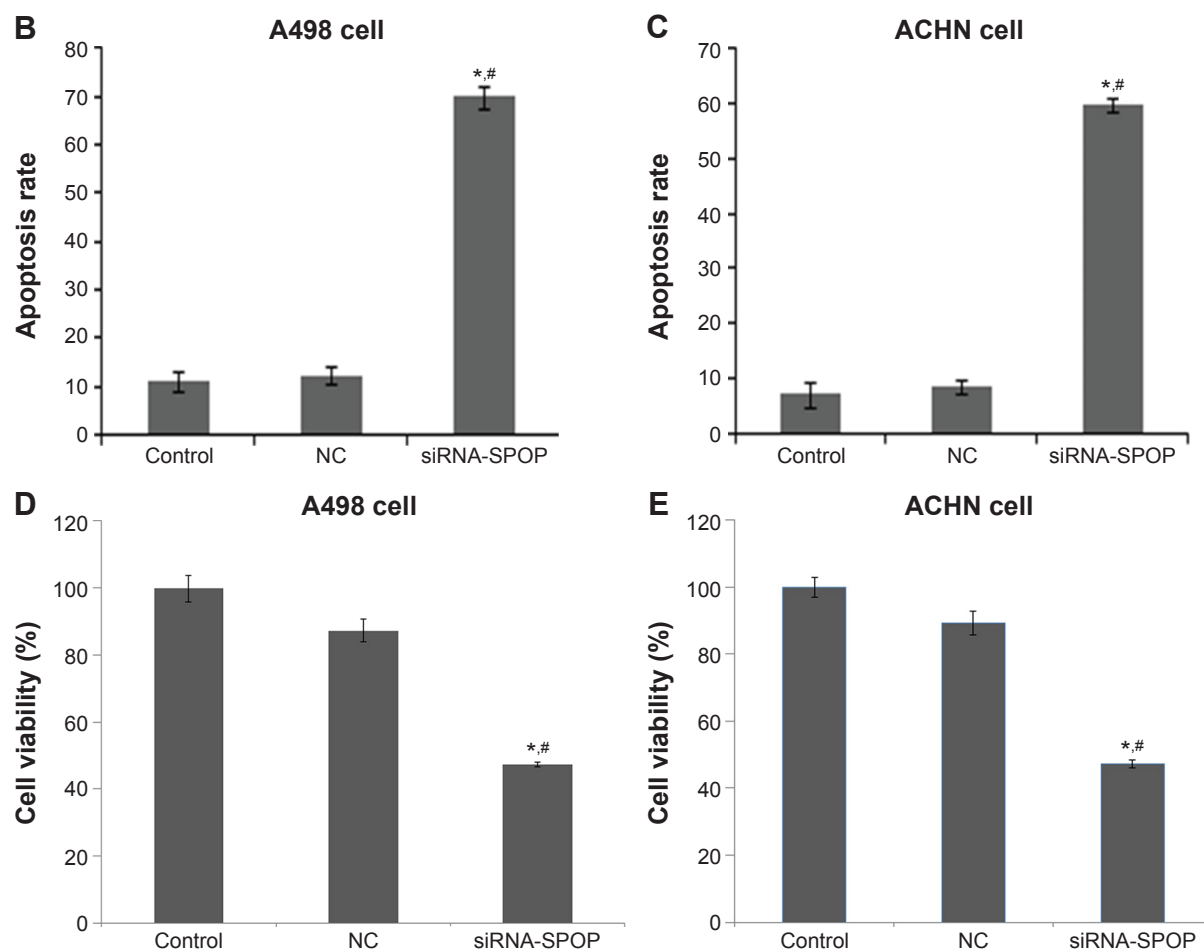 B
A498 cell
Apoptosis rate
80
70
60
50
40
30
20
10
0
*,#
Control
NC
siRNA-SPOP
C
ACHN cell
Apoptosis rate
70
60
50
40
30
20
10
0
*,#
Control
NC
siRNA-SPOP
D
A498 cell
Cell viability (%)
120
100
80
60
40
20
0
*,#
Control
NC
siRNA-SPOP
E
ACHN cell
Cell viability (%)
120
100
80
60
40
20
0
*,#
Control
NC
siRNA-SPOP